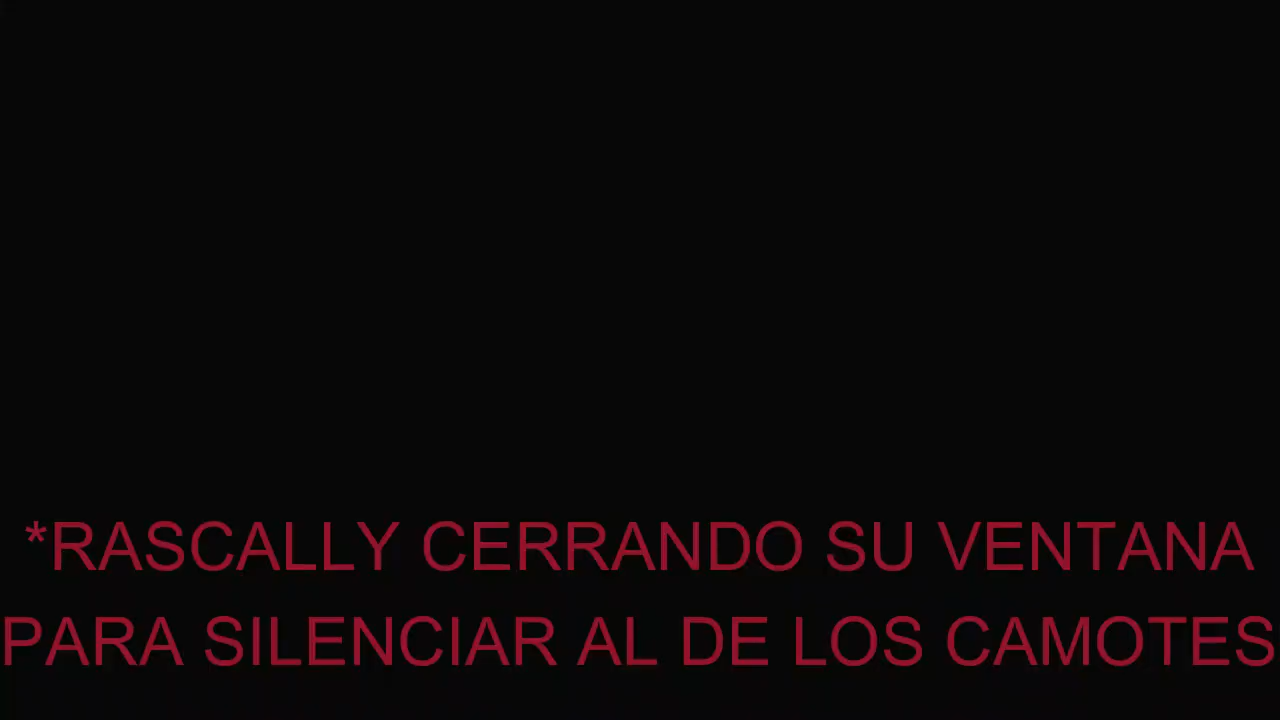 *RASCALLY CERRANDO SU VENTANA
PARA SILENCIAR AL DE LOS CAMOTES